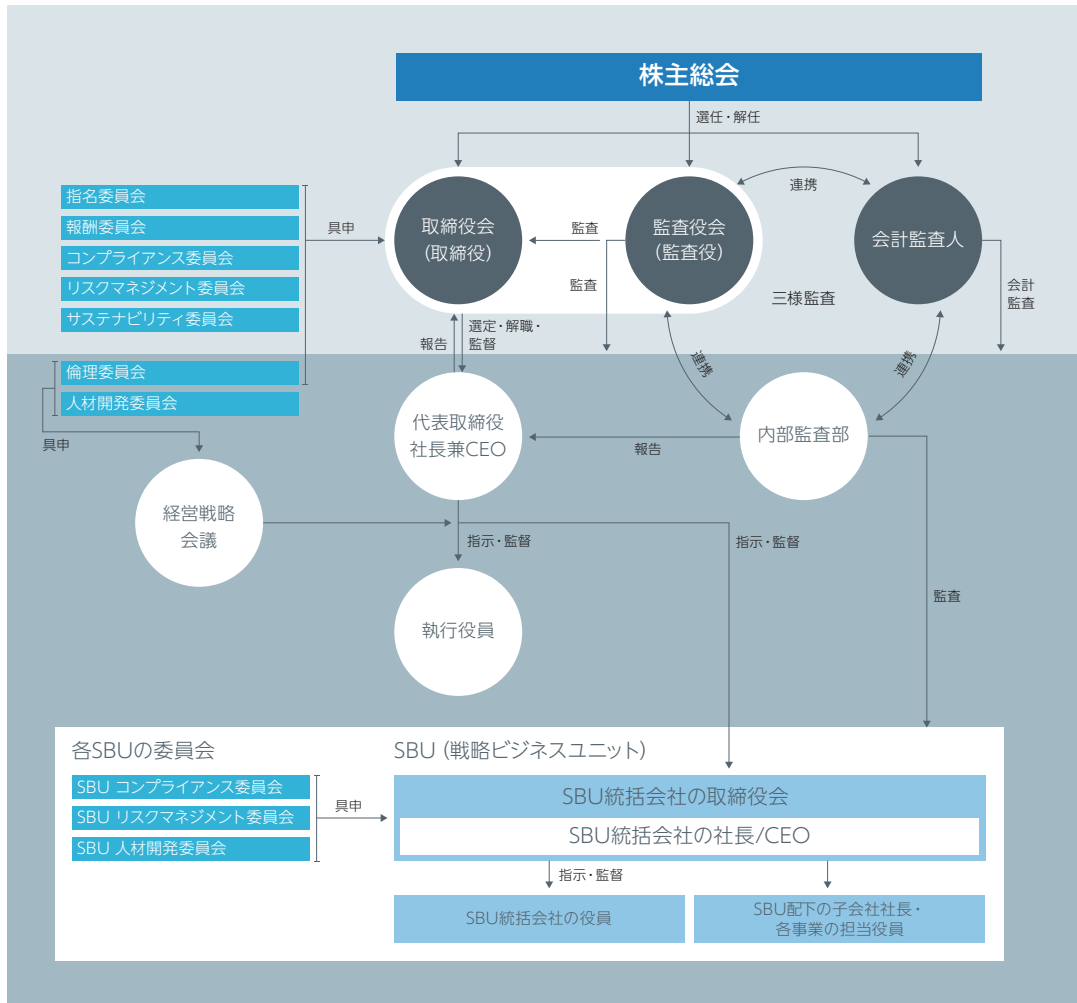 株主総会
選任・解任
指名委員会
報酬委員会
コンプライアンス委員会
リスクマネジメント委員会
サステナビリティ委員会
具申
取締役会
(取締役)
監査
監査役会
(監査役)
連携
会計監査人
監査
三様監査
会計
監査
報告
選定・解職・
監督
倫理委員会
人材開発委員会
具申
連携
連携
代表取締役
社長兼CEO
報告
内部監査部
経営戦略
会議
指示・監督
指示・監督
監査
執行役員
各SBUの委員会
SBU コンプライアンス委員会
SBU リスクマネジメント委員会
SBU 人材開発委員会
具申
SBU (戦略ビジネスユニット)
SBU統括会社の取締役会
SBU統括会社の社長/CEO
指示・監督
SBU統括会社の役員
SBU配下の子会社社長・
各事業の担当役員